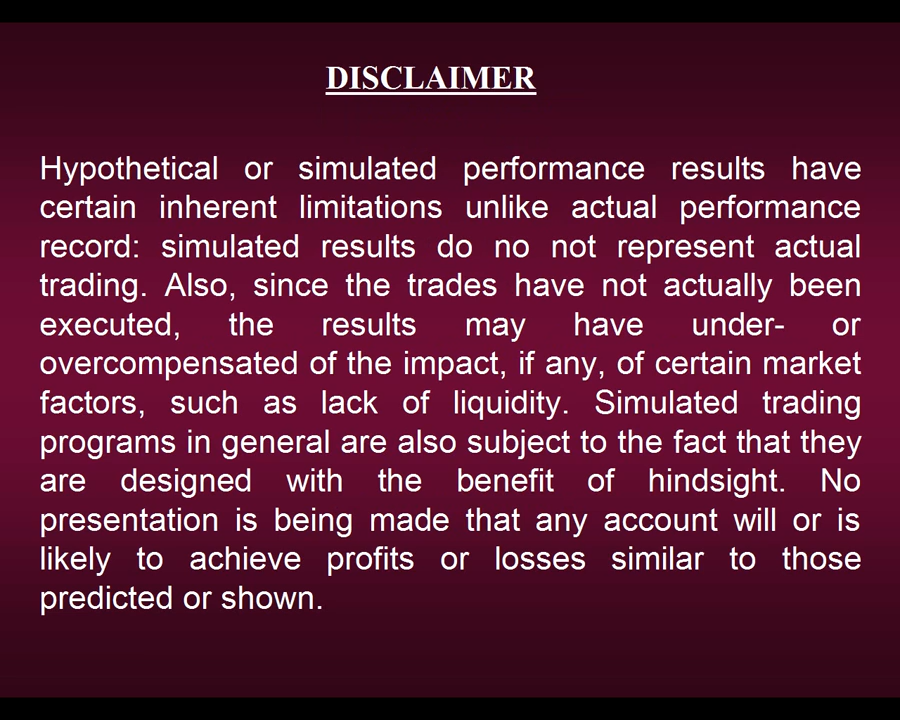 DISCLAIMER
Hypothetical or simulated performance results have
certain inherent limitations unlike actual performance
record: simulated results do no not represent actual
trading. Also, since the trades have not actually been
executed, the results may have under- or
overcompensated of the impact, if any, of certain market
factors, such as lack of liquidity. Simulated trading
programs in general are also subject to the fact that they
are designed with the benefit of hindsight. No
presentation is being made that any account will or is
likely to achieve profits or losses similar to those
predicted or shown.